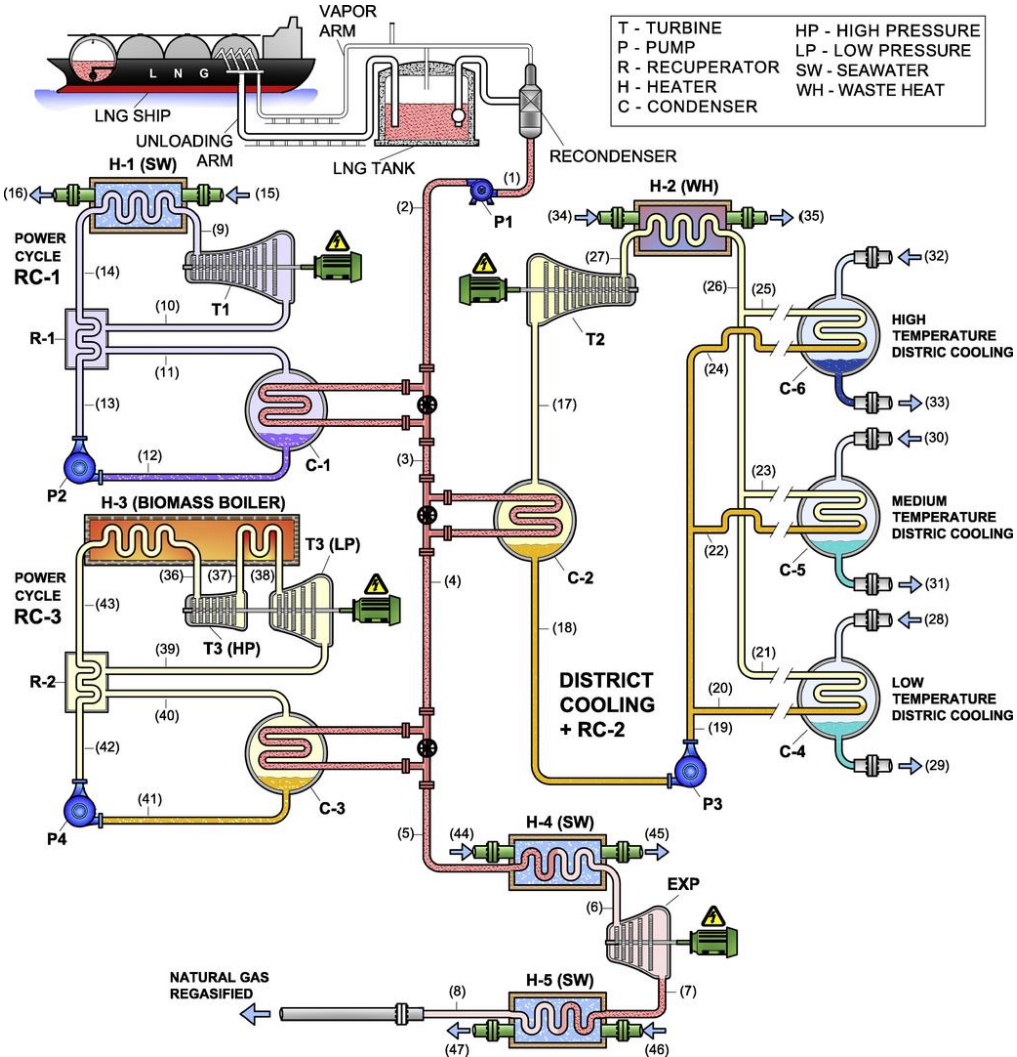 VAPOR
ARM
T - TURBINE
P - PUMP
R - RECUPERATOR
H - HEATER
C - CONDENSER
HP - HIGH PRESSURE
LP - LOW PRESSURE
SW - SEAWATER
WH - WASTE HEAT
L N G
LNG SHIP
UNLOADING
ARM
LNG TANK
RECONDENSER
H-1 (SW)
(16)
(15)
(2)
(1)
P1
H-2 (WH)
(34)
(35)
POWER
CYCLE
RC-1
(14)
(9)
T1
(10)
R-1
(11)
(13)
(12)
C-1
P2
(3)
(27)
T2
(26)
(25)
(32)
HIGH
TEMPERATURE
DISTRIC COOLING
(24)
C-6
(33)
(17)
(30)
(23)
MEDIUM
TEMPERATURE
DISTRIC COOLING
(22)
C-5
(31)
C-2
H-3 (BIOMASS BOILER)
POWER
CYCLE
RC-3
(43)
(36)
(37)
(38)
T3 (LP)
T3 (HP)
(4)
(39)
R-2
(40)
(42)
(41)
C-3
P4
(18)
DISTRICT
COOLING
+ RC-2
(28)
(21)
LOW
TEMPERATURE
DISTRIC COOLING
(20)
(19)
C-4
(29)
P3
(5)
(44)
H-4 (SW)
(45)
(6)
EXP
(7)
H-5 (SW)
NATURAL GAS
REGASIFIED
(8)
(47)
(46)